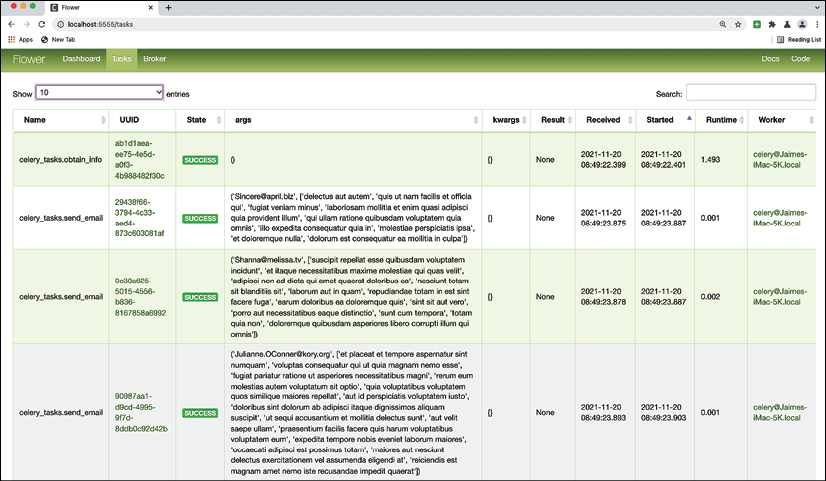 Flower
localhost:5555/tasks
Apps New Tab Reading List
Flower Dashboard Tasks Broker Docs Code
Show 10 entries Search:
Name UUID State args kwargs Result Received Started Runtime Worker
celery_tasks.obtain_info
ab1d1aea-
ee75-4e5d-
a0f3-
4b988482f30c
SUCCESS
()
{}
None
2021-11-20
08:49:22.399
2021-11-20
08:49:22.401
1.493
celery@Jaimes-
iMac-5K.local
celery_tasks.send_email
29438f66-
3794-4c33-
aed4-
873c603081af
SUCCESS
('Sincere@april.biz', ['delectus aut autem', 'quis ut nam facilis et officia
qui', 'fugiat veniam minus', 'laboriosam mollitia et enim quasi adipisci
quia provident illum', 'qui ullam ratione quibusdam voluptatem quia
omnis', 'illo expedita consequatur quia in', 'molestiae perspiciatis ipsa',
'et doloremque nulla', 'dolorum est consequatur ea mollitia in culpa'])
{}
None
2021-11-20
08:49:23.875
2021-11-20
08:49:23.887
0.001
celery@Jaimes-
iMac-5K.local
celery_tasks.send_email
5015-4556-
b836-
8167858a6992
SUCCESS
('Shanna@melissa.tv', ['suscipit repellat esse quibusdam voluptatem
incidunt', 'et itaque necessitatibus maxime molestiae qui quas velit',
'adipisci non ad dicta qui amet quaerat doloribus ea', 'nesciunt totam
sit blanditiis sit', 'laborum aut in quam', 'repudiandae totam in est sint
facere fuga', 'earum doloribus ea doloremque quis', 'sint sit aut vero',
'porro aut necessitatibus eaque distinctio', 'sunt cum tempora', 'totam
quia non', 'doloremque quibusdam asperiores libero corrupti illum qui
omnis'])
{}
None
2021-11-20
08:49:23.878
2021-11-20
08:49:23.887
0.002
celery@Jaimes-
iMac-5K.local
celery_tasks.send_email
90987aa1-
d9cd-4995-
9f7d-
8ddb0c92d42b
SUCCESS
('Julianne.OConner@kory.org', ['et placeat et tempore aspernatur sint
numquam', 'voluptas consequatur qui ut quia magnam nemo esse',
'fugiat pariatur ratione ut asperiores necessitatibus magni', 'rerum eum
molestias autem voluptatum sit optio', 'quia voluptatibus voluptatem
quos similique maiores repellat', 'aut id perspiciatis voluptatem iusto',
'doloribus sint dolorum ab adipisci itaque dignissimos aliquam
suscipit', 'ut sequi accusantium et mollitia delectus sunt', 'aut velit
saepe ullam', 'praesentium facilis facere quis harum voluptatibus
voluptatem eum', 'expedita tempore nobis eveniet laborum maiores',
'occaecati adipisci est possimus totam', 'maiores aut nesciunt
delectus exercitationem vel assumenda eligendi at', 'reiciendis est
magnam amet nemo iste recusandae impedit quaerat'])
{}
None
2021-11-20
08:49:23.893
2021-11-20
08:49:23.903
0.001
celery@Jaimes-
iMac-5K.local